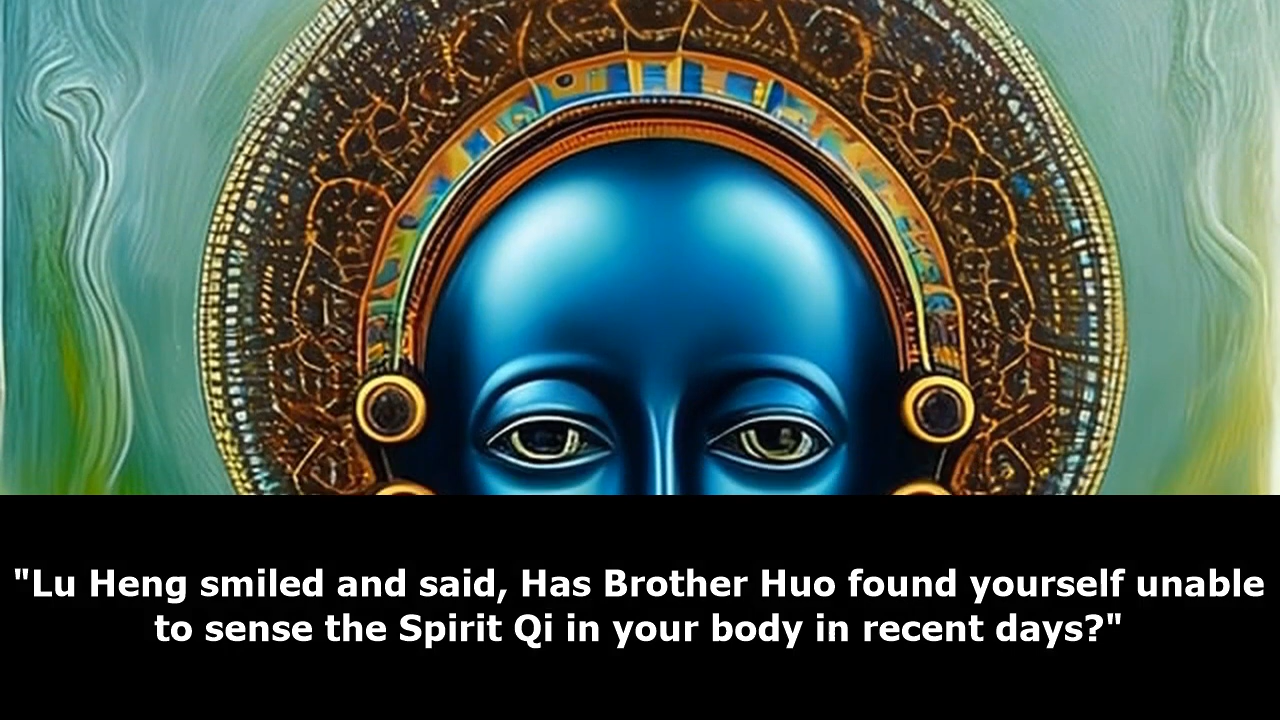 "Lu Heng smiled and said, Has Brother Huo found yourself unable
to sense the Spirit Qi in your body in recent days?"